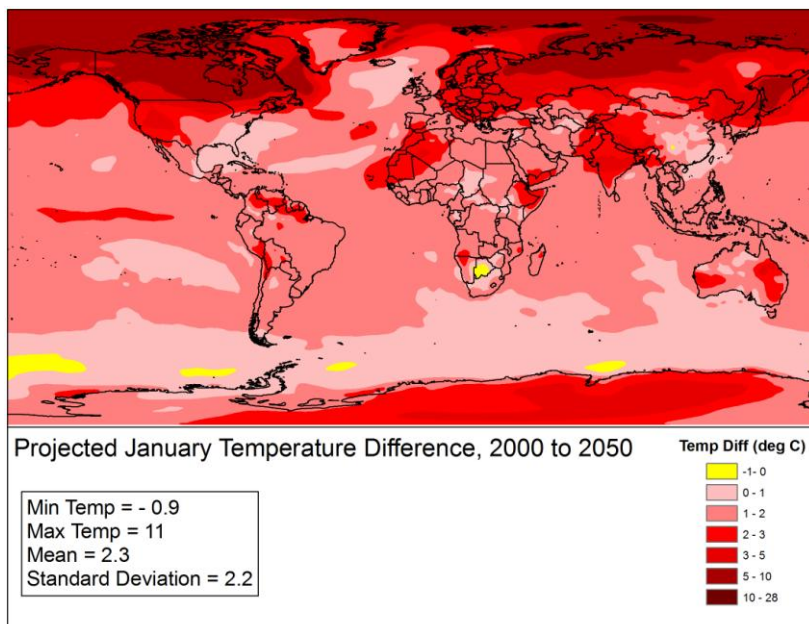 Projected January Temperature Difference, 2000 to 2050
Min Temp = - 0.9
Max Temp = 11
Mean = 2.3
Standard Deviation = 2.2
Temp Diff (deg C)
-1- 0
0 - 1
1 - 2
2 - 3
3 - 5
5 - 10
10 - 28